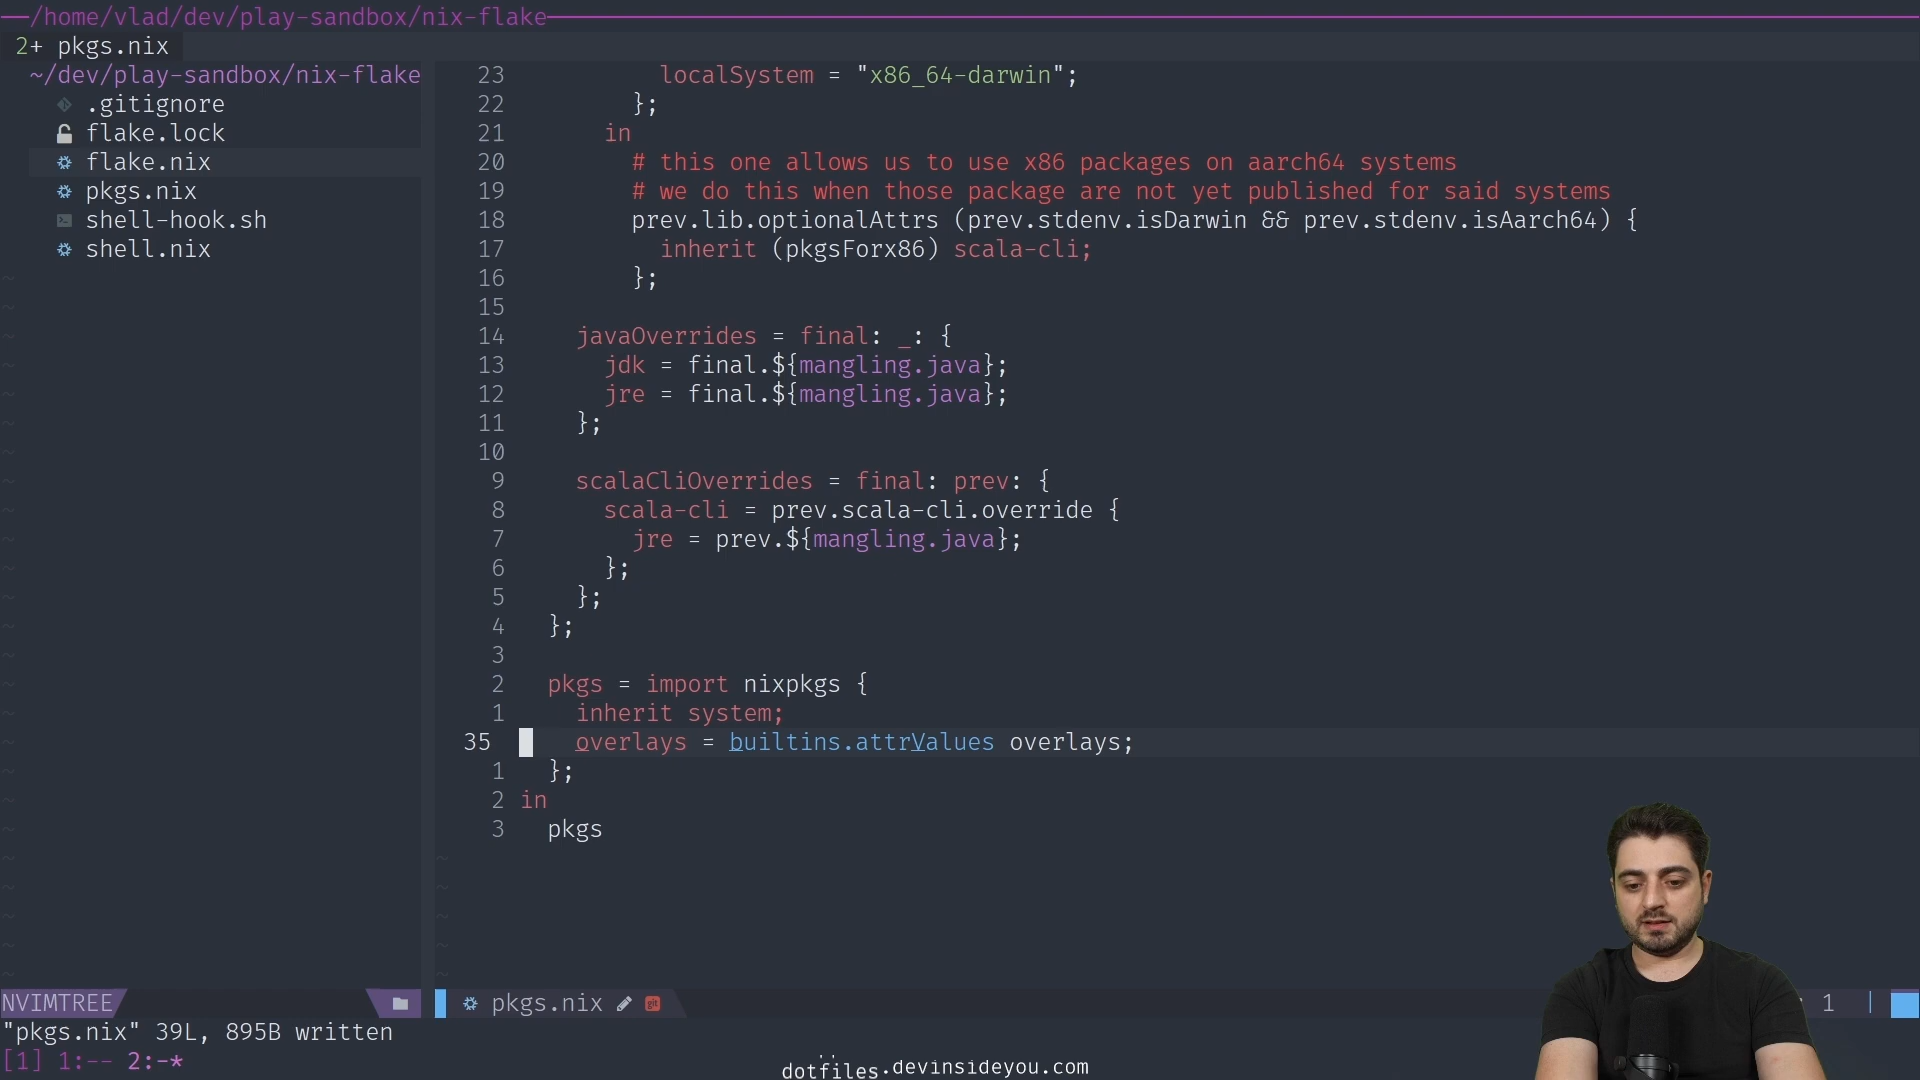 /home/vlad/dev/play-sandbox/nix-flake
2+ pkgs.nix
~/dev/play-sandbox/nix-flake
.gitignore
flake.lock
flake.nix
pkgs.nix
shell-hook.sh
shell.nix
23 localSystem = "x86_64-darwin";
22 };
21 in
20 # this one allows us to use x86 packages on aarch64 systems
19 # we do this when those package are not yet published for said systems
18 prev.lib.optionalAttrs (prev.stdenv.isDarwin && prev.stdenv.isAarch64) {
17 inherit (pkgsForx86) scala-cli;
16 };
15
14 javaOverrides = final: _: {
13 jdk = final.${mangling.java};
12 jre = final.${mangling.java};
11 };
10
9 scalaCliOverrides = final: prev: {
8 scala-cli = prev.scala-cli.override {
7 jre = prev.${mangling.java};
6 };
5 };
4 };
3
2 pkgs = import nixpkgs {
1 inherit system;
35 overlays = builtins.attrValues overlays;
1 };
2 in
3 pkgs
NVIMTREE
pkgs.nix
git
1
"pkgs.nix" 39L, 895B written
[1] 1:-- 2:-*
dotfiles.devinsideyou.com